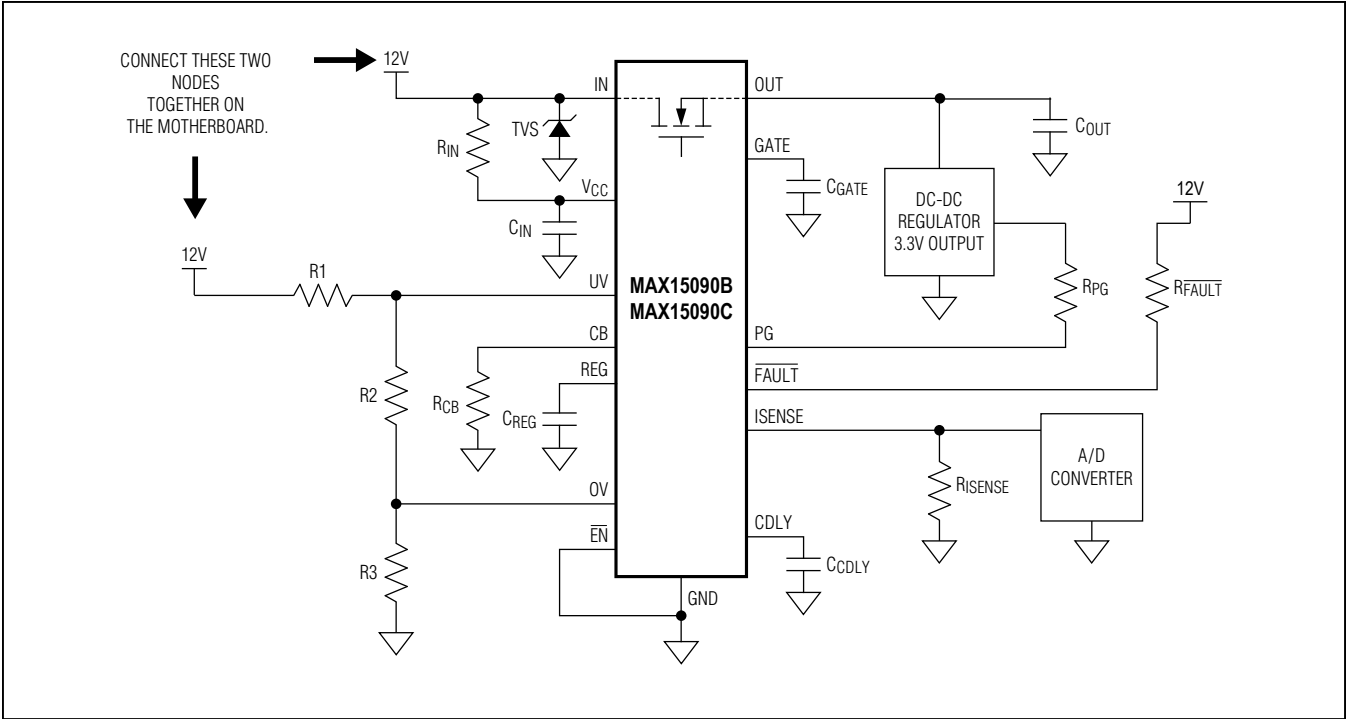 CONNECT THESE TWO
NODES
TOGETHER ON
THE MOTHERBOARD.
12V
IN
OUT
TVS
RIN
COUT
GATE
CGATE
VCC
CIN
DC-DC
REGULATOR
3.3V OUTPUT
12V
12V
R1
UV
MAX15090B
MAX15090C
RPG
RFAULT
CB
PG
REG
FAULT
R2
RCB
CREG
ISENSE
A/D
CONVERTER
RISENSE
OV
EN
CDLY
CCDLY
R3
GND